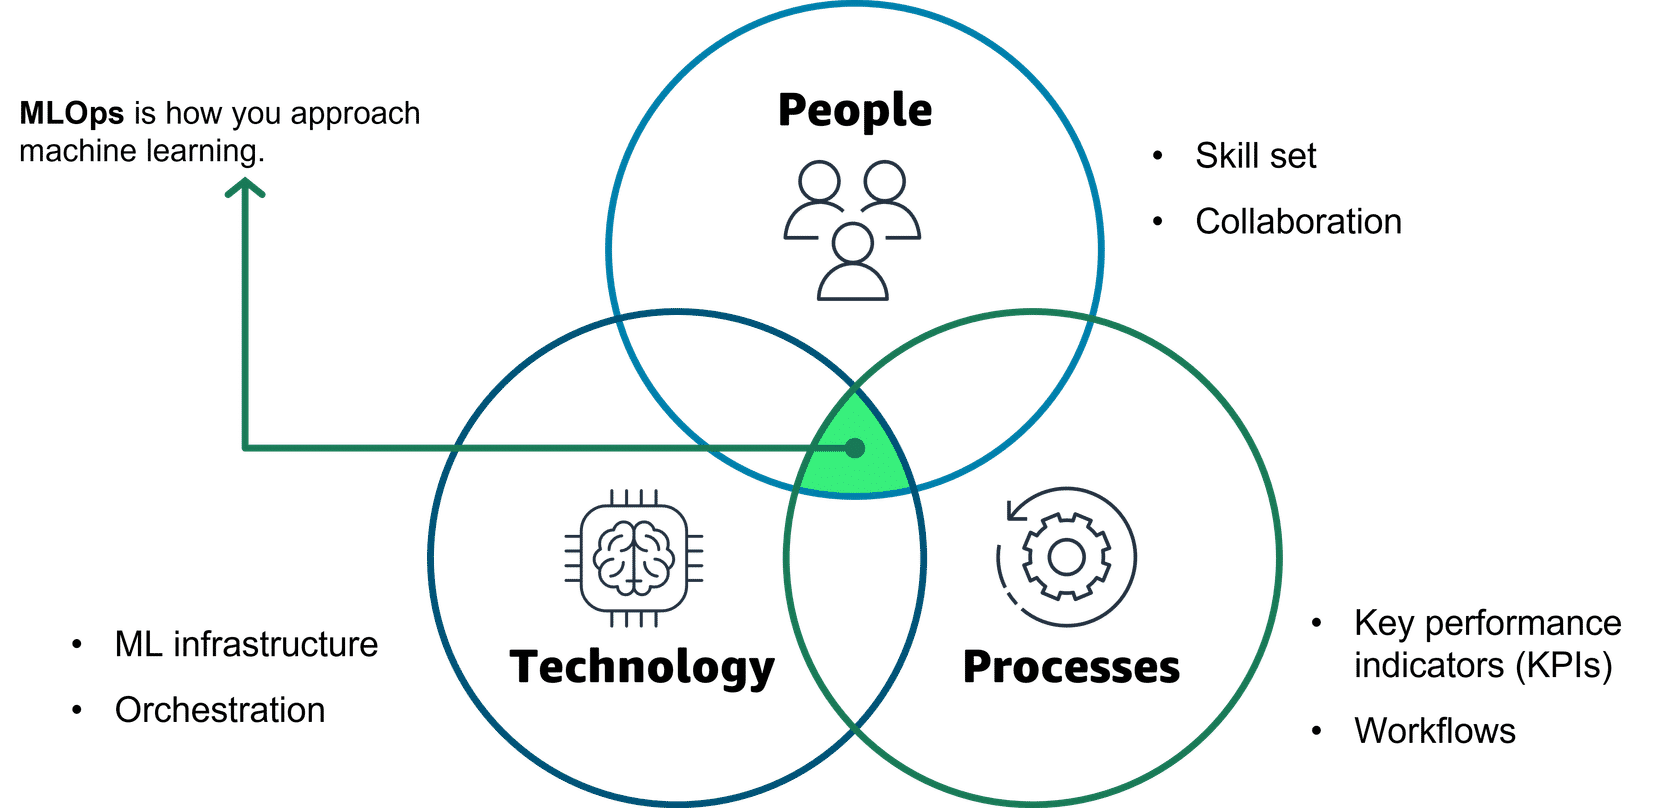 MLOps is how you approach
machine learning.
People
• Skill set
• Collaboration
Technology
• ML infrastructure
• Orchestration
Processes
• Key performance
indicators (KPIs)
• Workflows